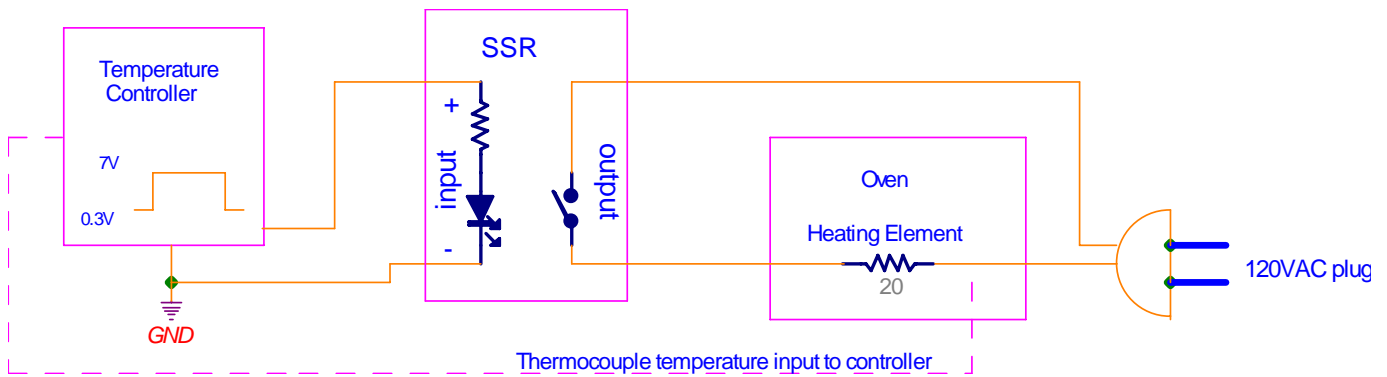 Temperature
Controller
7V
0.3V
GND
SSR
+
input
-
output
Oven
Heating Element
20
120VAC plug
Thermocouple temperature input to controller